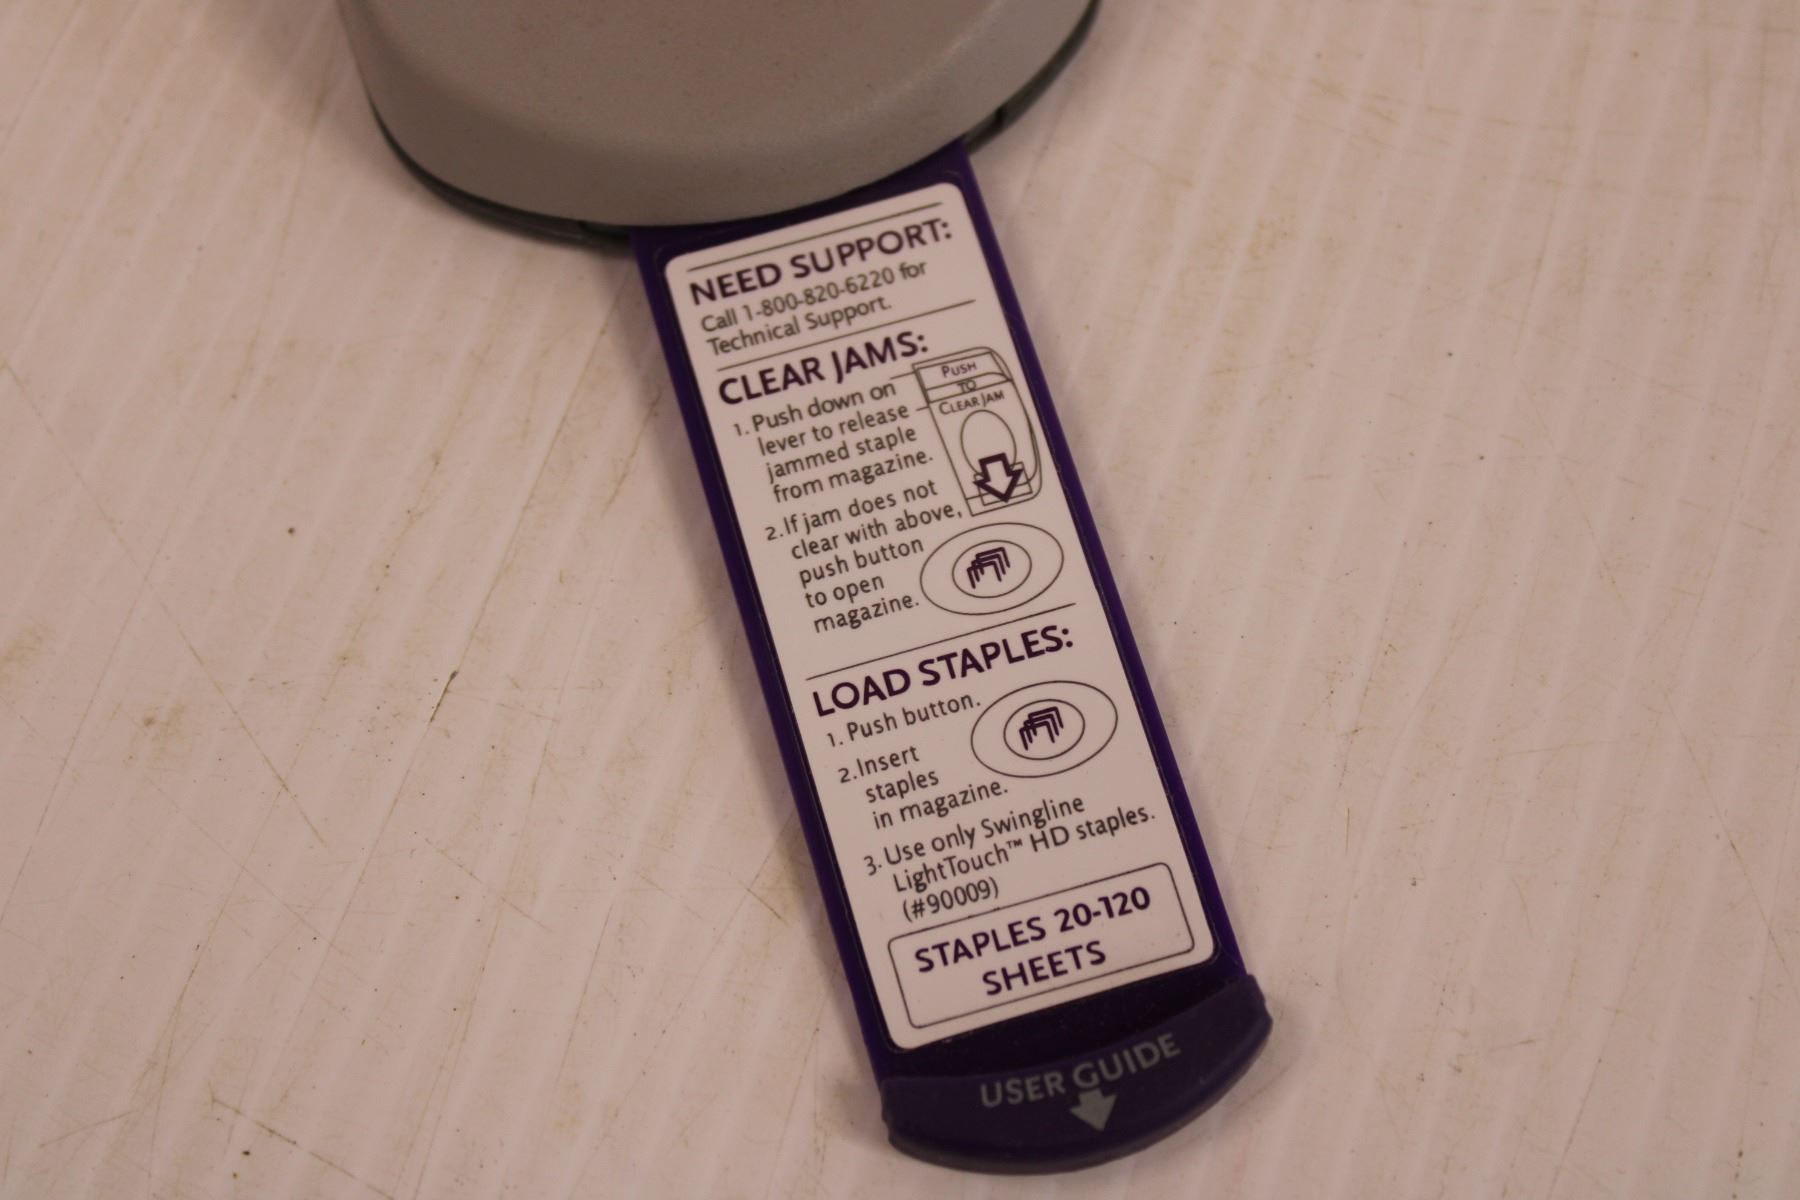 NEED SUPPORT:
Call 1-800-820-6220 for
Technical Support.
CLEAR JAMS:
1. Push down on
lever to release
jammed staple
from magazine.
PUSH
TO
CLEAR JAM
2. If jam does not
clear with above,
push button
to open
magazine.
LOAD STAPLES:
1. Push button.
2. Insert
staples
in magazine.
3. Use only Swingline
LightTouch™ HD staples.
(#90009)
STAPLES 20-120
SHEETS
USER GUIDE